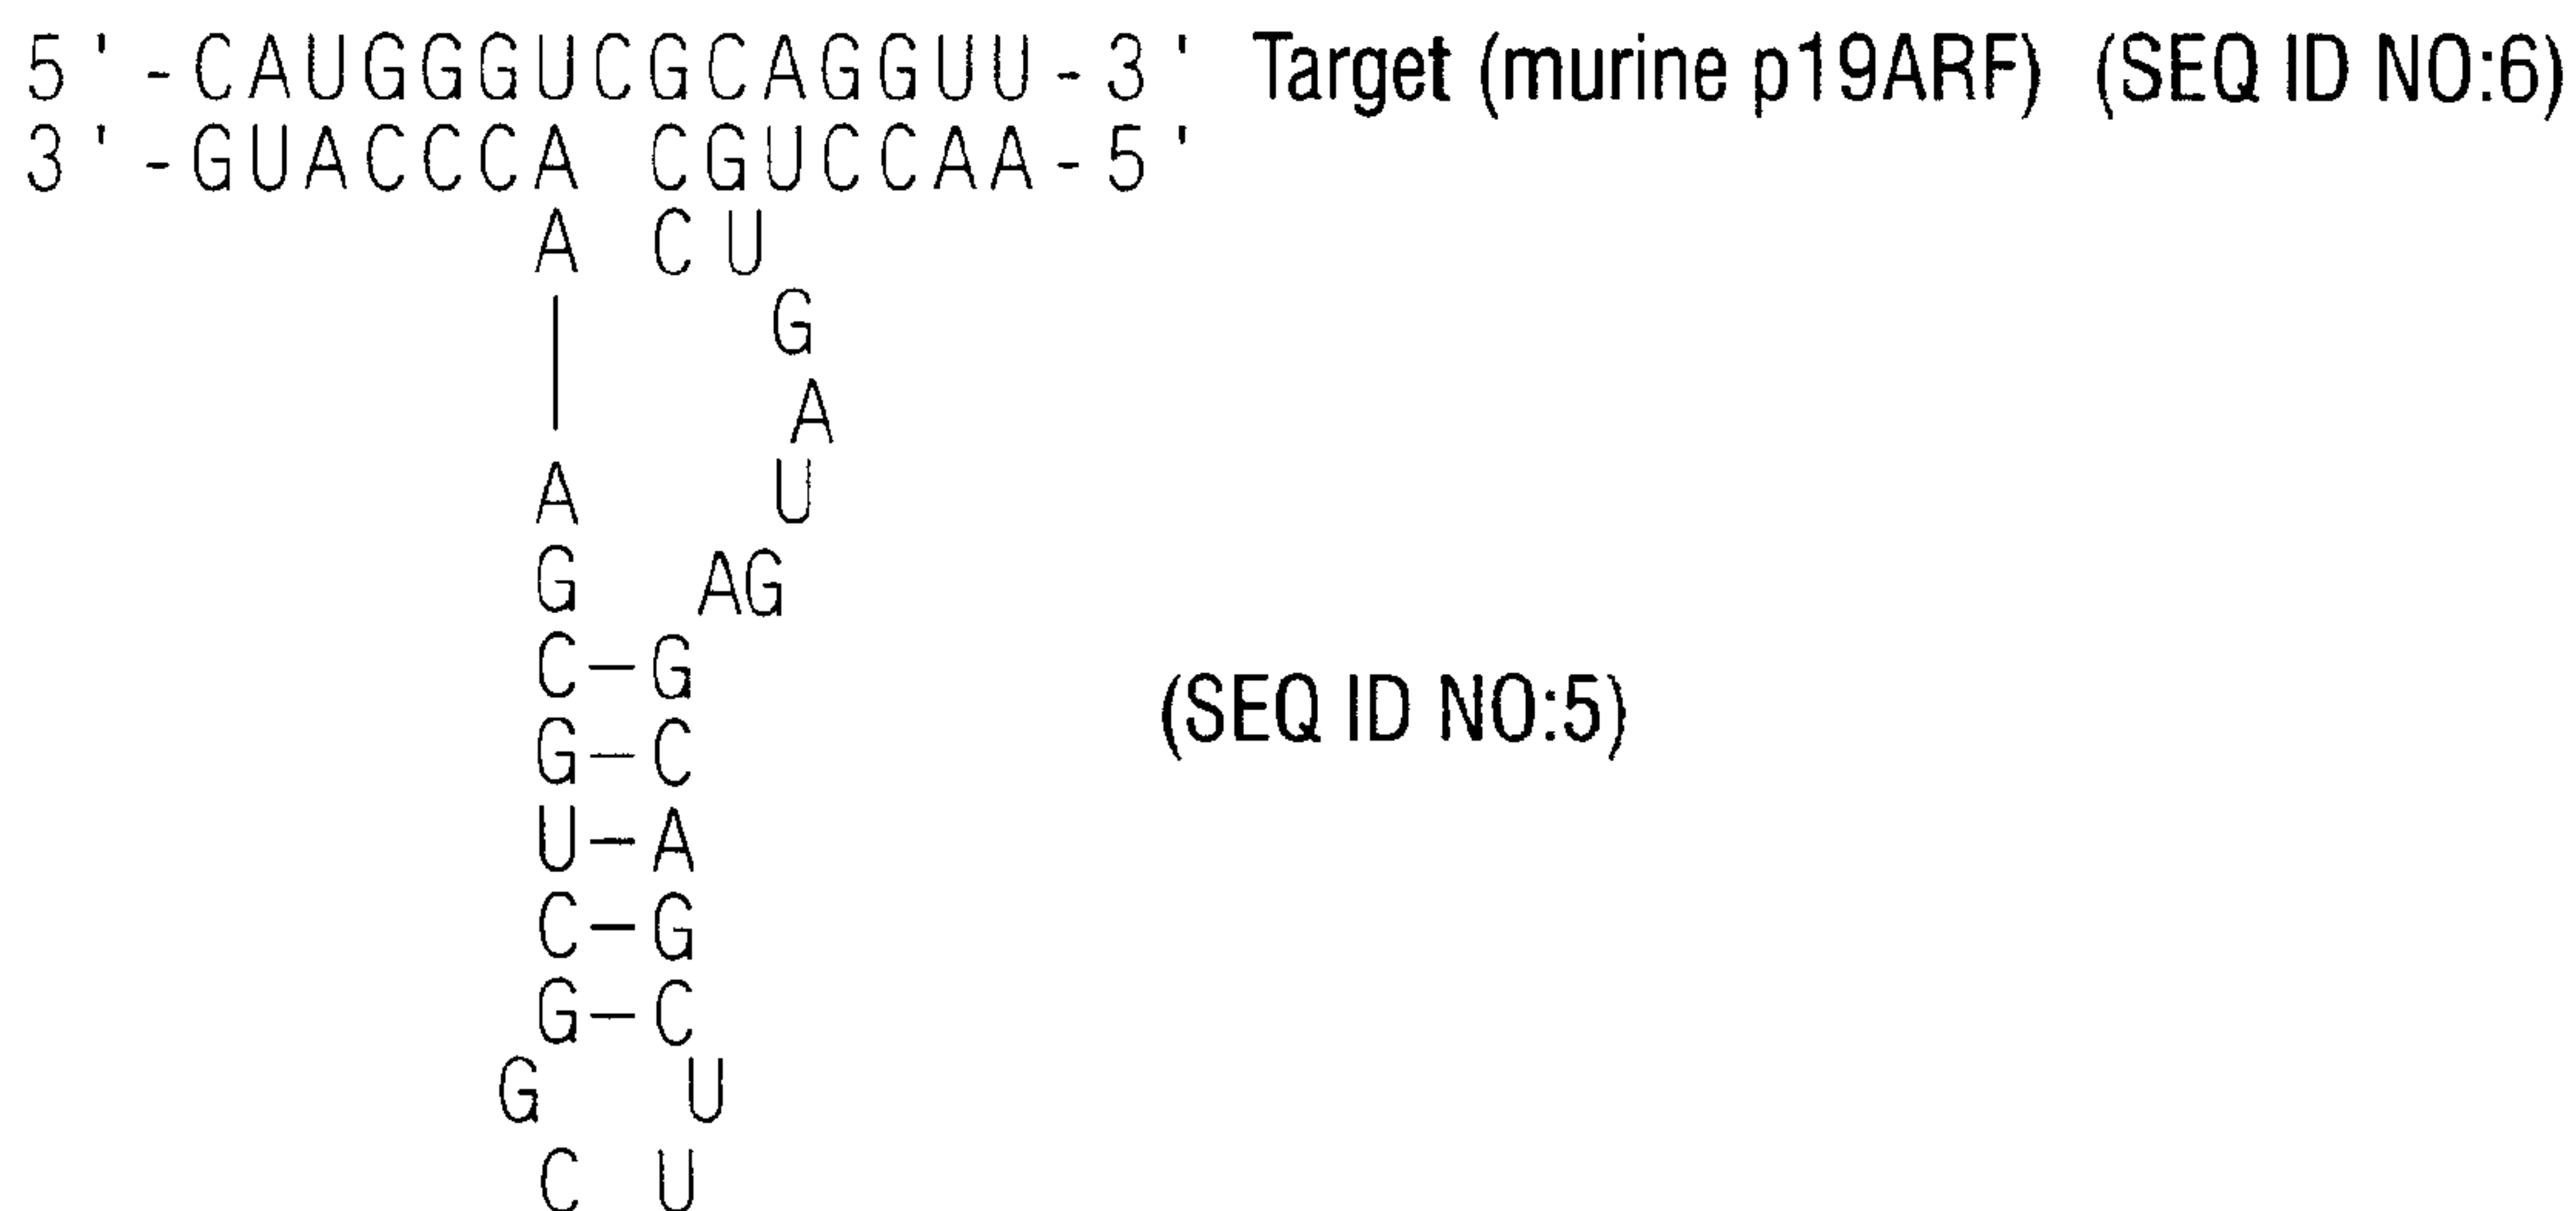 5'-CAUGGGUCGCAGGUU-3' Target (murine p19ARF) (SEQ ID NO:6)
3'-GUACCCA CGUCCAA-5'
A CU
G
A
A U
G AG
C–G
G–C (SEQ ID NO:5)
U–A
C–G
G–C
G U
C U